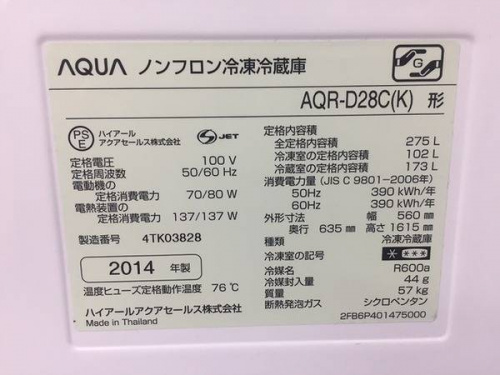 AQUA ノンフロン冷凍冷蔵庫
G
AQR-D28C(K) 形
PS
E
ハイアール
アクアセールス株式会社
S JET
定格電圧 100 V
定格周波数 50/60 Hz
電動機の
定格消費電力 70/80 W
電熱装置の
定格消費電力 137/137 W
製造番号 4TK03828
2014 年製
温度ヒューズ定格動作温度 76℃
ハイアールアクアセールス株式会社
Made in Thailand
定格内容積
全定格内容積 275 L
冷凍室の定格内容積 102 L
冷蔵室の定格内容積 173 L
消費電力量 (JIS C 9801-2006年)
50Hz 390 kWh/年
60Hz 390 kWh/年
外形寸法 幅 560 mm
奥行 635 mm 高さ 1615 mm
種類 冷凍冷蔵庫
冷凍室の記号 * ***
冷媒名 R600a
冷媒封入量 44 g
質量 57 kg
断熱発泡ガス シクロペンタン
2FB6P401475000